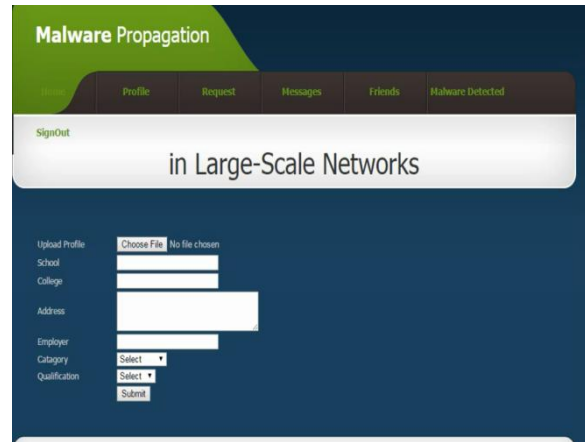 Malware Propagation
Home Profile Request Messages Friends Malware Detected
SignOut
in Large-Scale Networks
Upload Profile Choose File No file chosen
School
College
Address
Employer
Catagory Select
Qualification Select
Submit